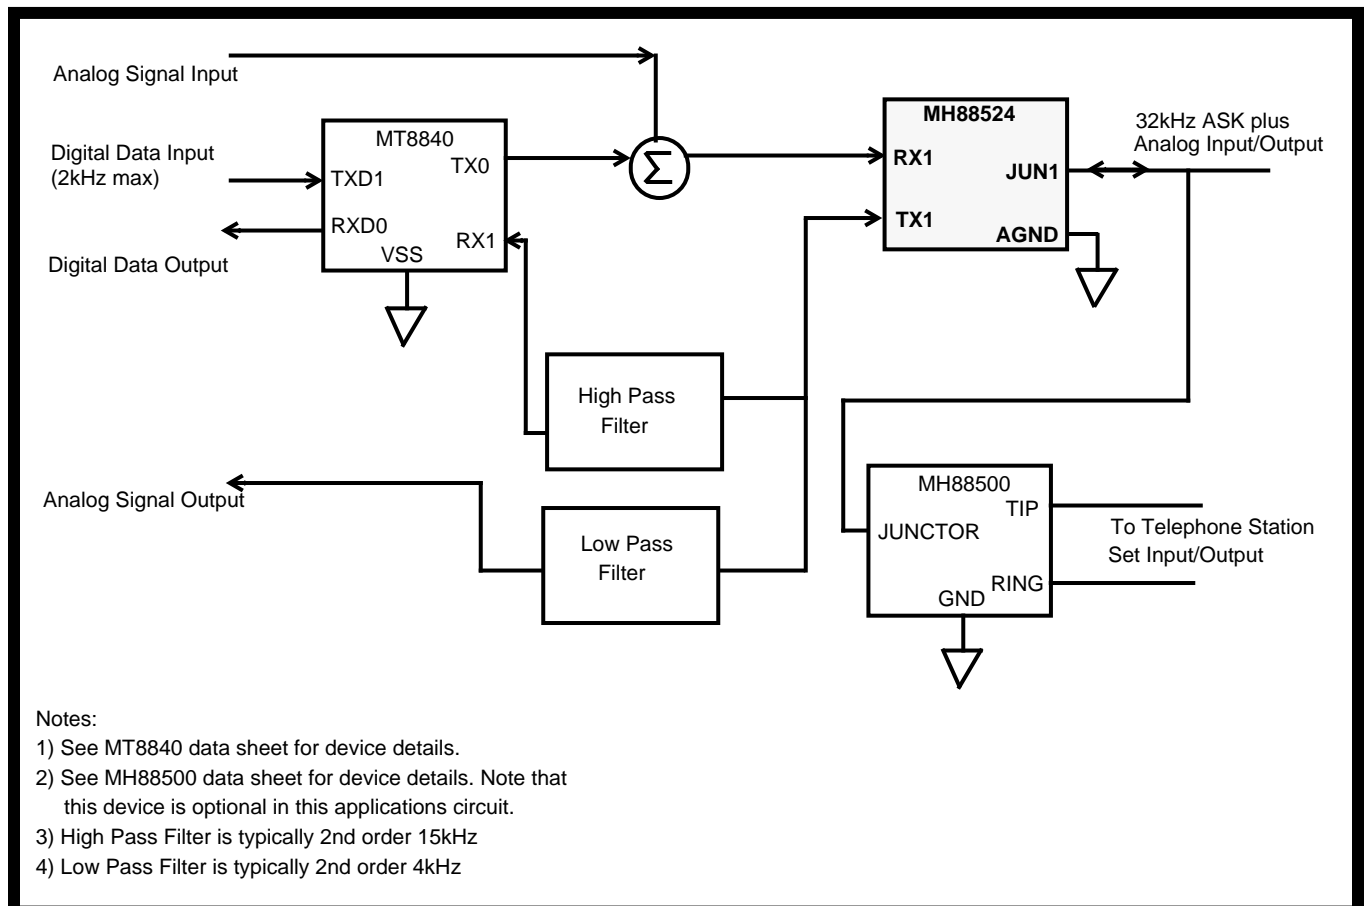 Analog Signal Input
Digital Data Input
(2kHz max)
Digital Data Output
MT8840
TX0
TXD1
RXD0
RX1
VSS
Σ
MH88524
RX1
JUN1
TX1
AGND
32kHz ASK plus
Analog Input/Output
High Pass
Filter
Analog Signal Output
Low Pass
Filter
MH88500
TIP
JUNCTOR
RING
GND
To Telephone Station
Set Input/Output
Notes:
1) See MT8840 data sheet for device details.
2) See MH88500 data sheet for device details. Note that
this device is optional in this applications circuit.
3) High Pass Filter is typically 2nd order 15kHz
4) Low Pass Filter is typically 2nd order 4kHz